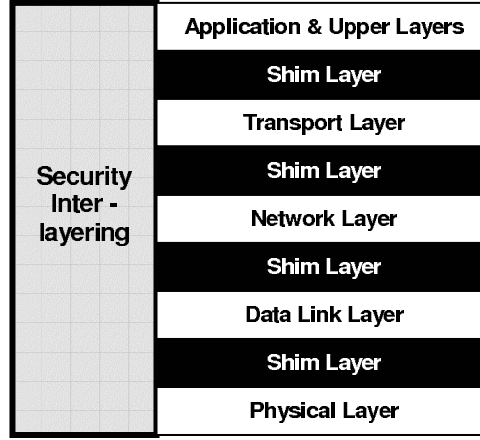 Security
Inter -
layering
Application & Upper Layers
Shim Layer
Transport Layer
Shim Layer
Network Layer
Shim Layer
Data Link Layer
Shim Layer
Physical Layer